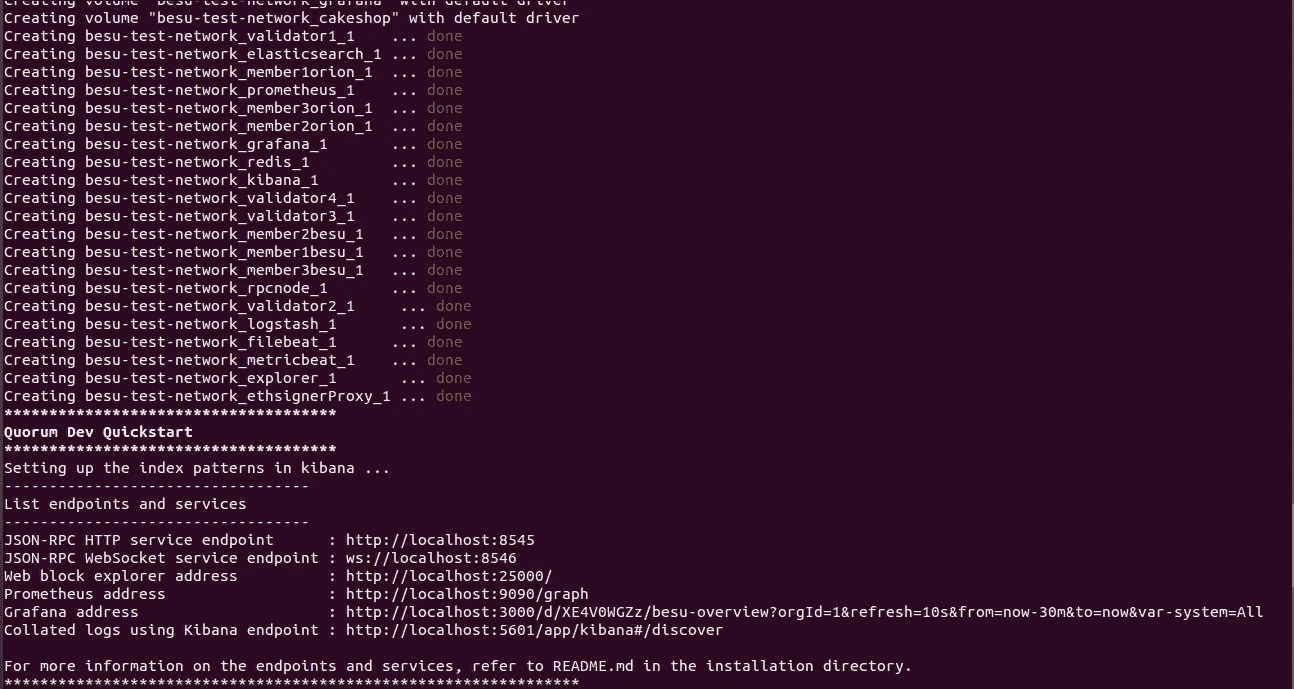 Creating volume "besu-test-network_grafana" with default driver
Creating volume "besu-test-network_cakeshop" with default driver
Creating besu-test-network_validator1_1    ... done
Creating besu-test-network_elasticsearch_1 ... done
Creating besu-test-network_member1orion_1  ... done
Creating besu-test-network_prometheus_1    ... done
Creating besu-test-network_member3orion_1  ... done
Creating besu-test-network_member2orion_1  ... done
Creating besu-test-network_grafana_1       ... done
Creating besu-test-network_redis_1         ... done
Creating besu-test-network_kibana_1        ... done
Creating besu-test-network_validator4_1    ... done
Creating besu-test-network_validator3_1    ... done
Creating besu-test-network_member2besu_1   ... done
Creating besu-test-network_member1besu_1   ... done
Creating besu-test-network_member3besu_1   ... done
Creating besu-test-network_rpcnode_1       ... done
Creating besu-test-network_validator2_1     ... done
Creating besu-test-network_logstash_1       ... done
Creating besu-test-network_filebeat_1      ... done
Creating besu-test-network_metricbeat_1    ... done
Creating besu-test-network_explorer_1       ... done
Creating besu-test-network_ethsignerProxy_1 ... done
*************************************
Quorum Dev Quickstart
*************************************
Setting up the index patterns in kibana ...
----------------------------------
List endpoints and services
----------------------------------
JSON-RPC HTTP service endpoint      : http://localhost:8545
JSON-RPC WebSocket service endpoint : ws://localhost:8546
Web block explorer address          : http://localhost:25000/
Prometheus address                  : http://localhost:9090/graph
Grafana address                     : http://localhost:3000/d/XE4V0WGZz/besu-overview?orgId=1&refresh=10s&from=now-30m&to=now&var-system=All
Collated logs using Kibana endpoint : http://localhost:5601/app/kibana#/discover
For more information on the endpoints and services, refer to README.md in the installation directory.
****************************************************************